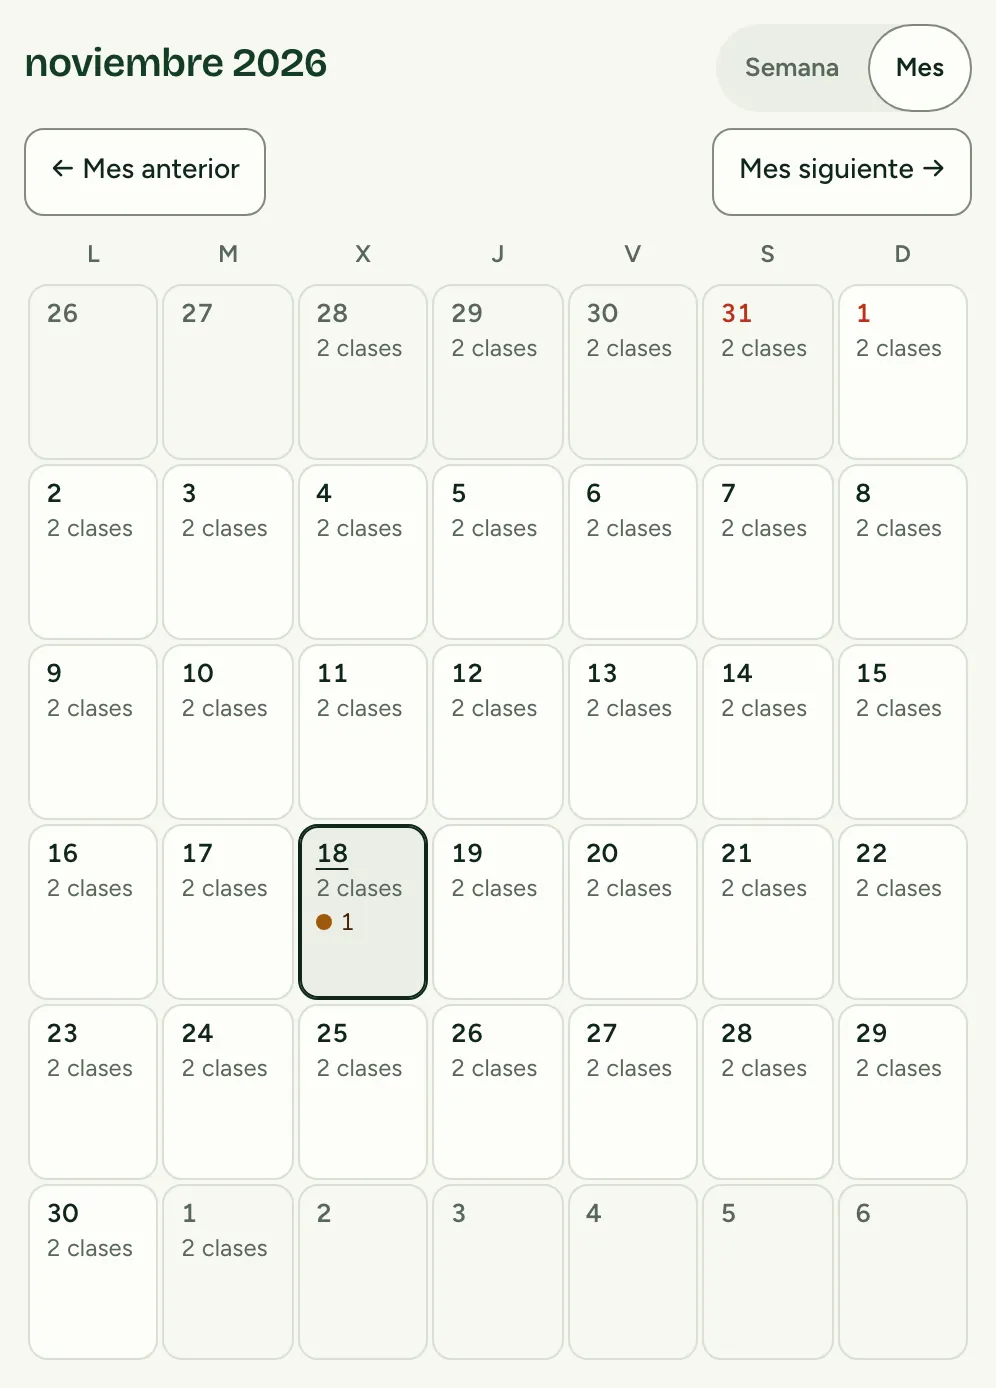 noviembre 2026
Semana Mes
← Mes anterior Mes siguiente →
L M X J V S D
26 27 28 29 30 31 1
2 clases 2 clases 2 clases 2 clases 2 clases
2 3 4 5 6 7 8
2 clases 2 clases 2 clases 2 clases 2 clases 2 clases 2 clases
9 10 11 12 13 14 15
2 clases 2 clases 2 clases 2 clases 2 clases 2 clases 2 clases
16 17 18 19 20 21 22
2 clases 2 clases 2 clases 2 clases 2 clases 2 clases 2 clases
1
23 24 25 26 27 28 29
2 clases 2 clases 2 clases 2 clases 2 clases 2 clases 2 clases
30 1 2 3 4 5 6
2 clases 2 clases